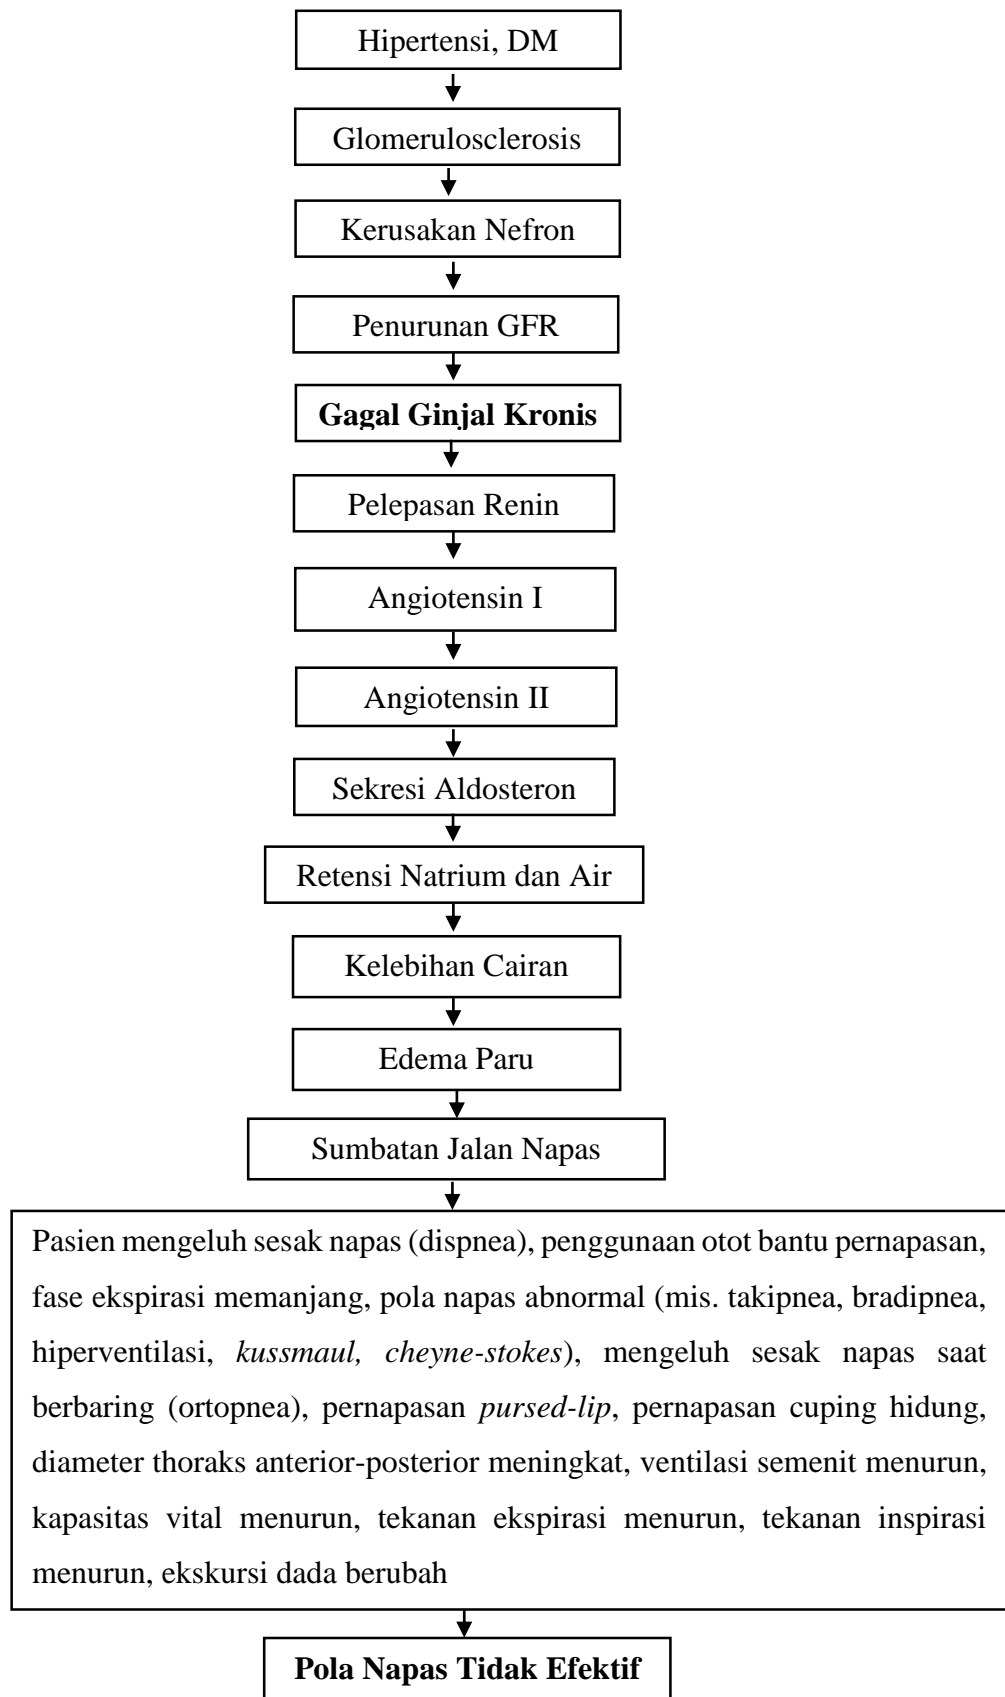 Hipertensi, DM
Glomerulosclerosis
Kerusakan Nefron
Penurunan GFR
Gagal Ginjal Kronis
Pelepasan Renin
Angiotensin I
Angiotensin II
Sekresi Aldosteron
Retensi Natrium dan Air
Kelebihan Cairan
Edema Paru
Sumbatan Jalan Napas
Pasien mengeluh sesak napas (dispnea), penggunaan otot bantu pernapasan,
fase ekspirasi memanjang, pola napas abnormal (mis. takipnea, bradipnea,
hiperventilasi, kussmaul, cheyne-stokes), mengeluh sesak napas saat
berbaring (ortopnea), pernapasan pursed-lip, pernapasan cuping hidung,
diameter thoraks anterior-posterior meningkat, ventilasi semenit menurun,
kapasitas vital menurun, tekanan ekspirasi menurun, tekanan inspirasi
menurun, ekskursi dada berubah
Pola Napas Tidak Efektif